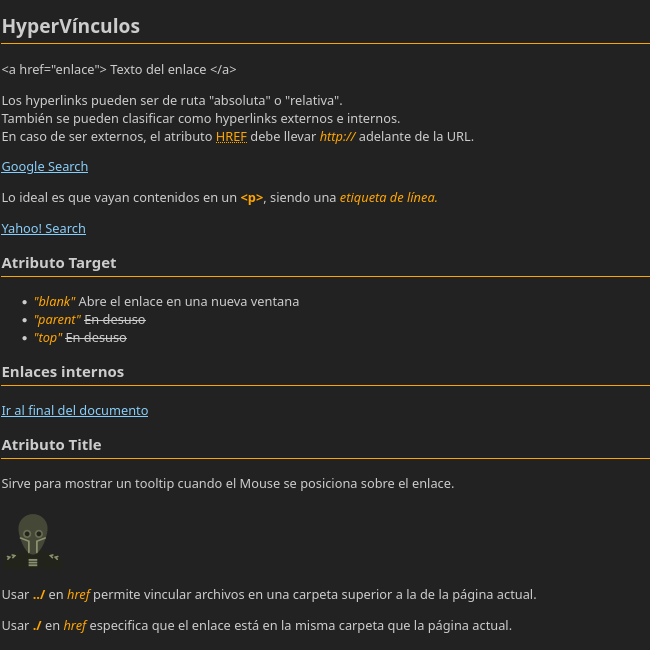 HyperVínculos
<a href="enlace"> Texto del enlace </a>
Los hyperlinks pueden ser de ruta "absoluta" o "relativa".
También se pueden clasificar como hyperlinks externos e internos.
En caso de ser externos, el atributo HREF debe llevar http:// adelante de la URL.
Google Search
Lo ideal es que vayan contenidos en un <p>, siendo una etiqueta de línea.
Yahoo! Search
Atributo Target
"blank" Abre el enlace en una nueva ventana
"parent" En desuso
"top" En desuso
Enlaces internos
Ir al final del documento
Atributo Title
Sirve para mostrar un tooltip cuando el Mouse se posiciona sobre el enlace.
Usar ../ en href permite vincular archivos en una carpeta superior a la de la página actual.
Usar ./ en href especifica que el enlace está en la misma carpeta que la página actual.